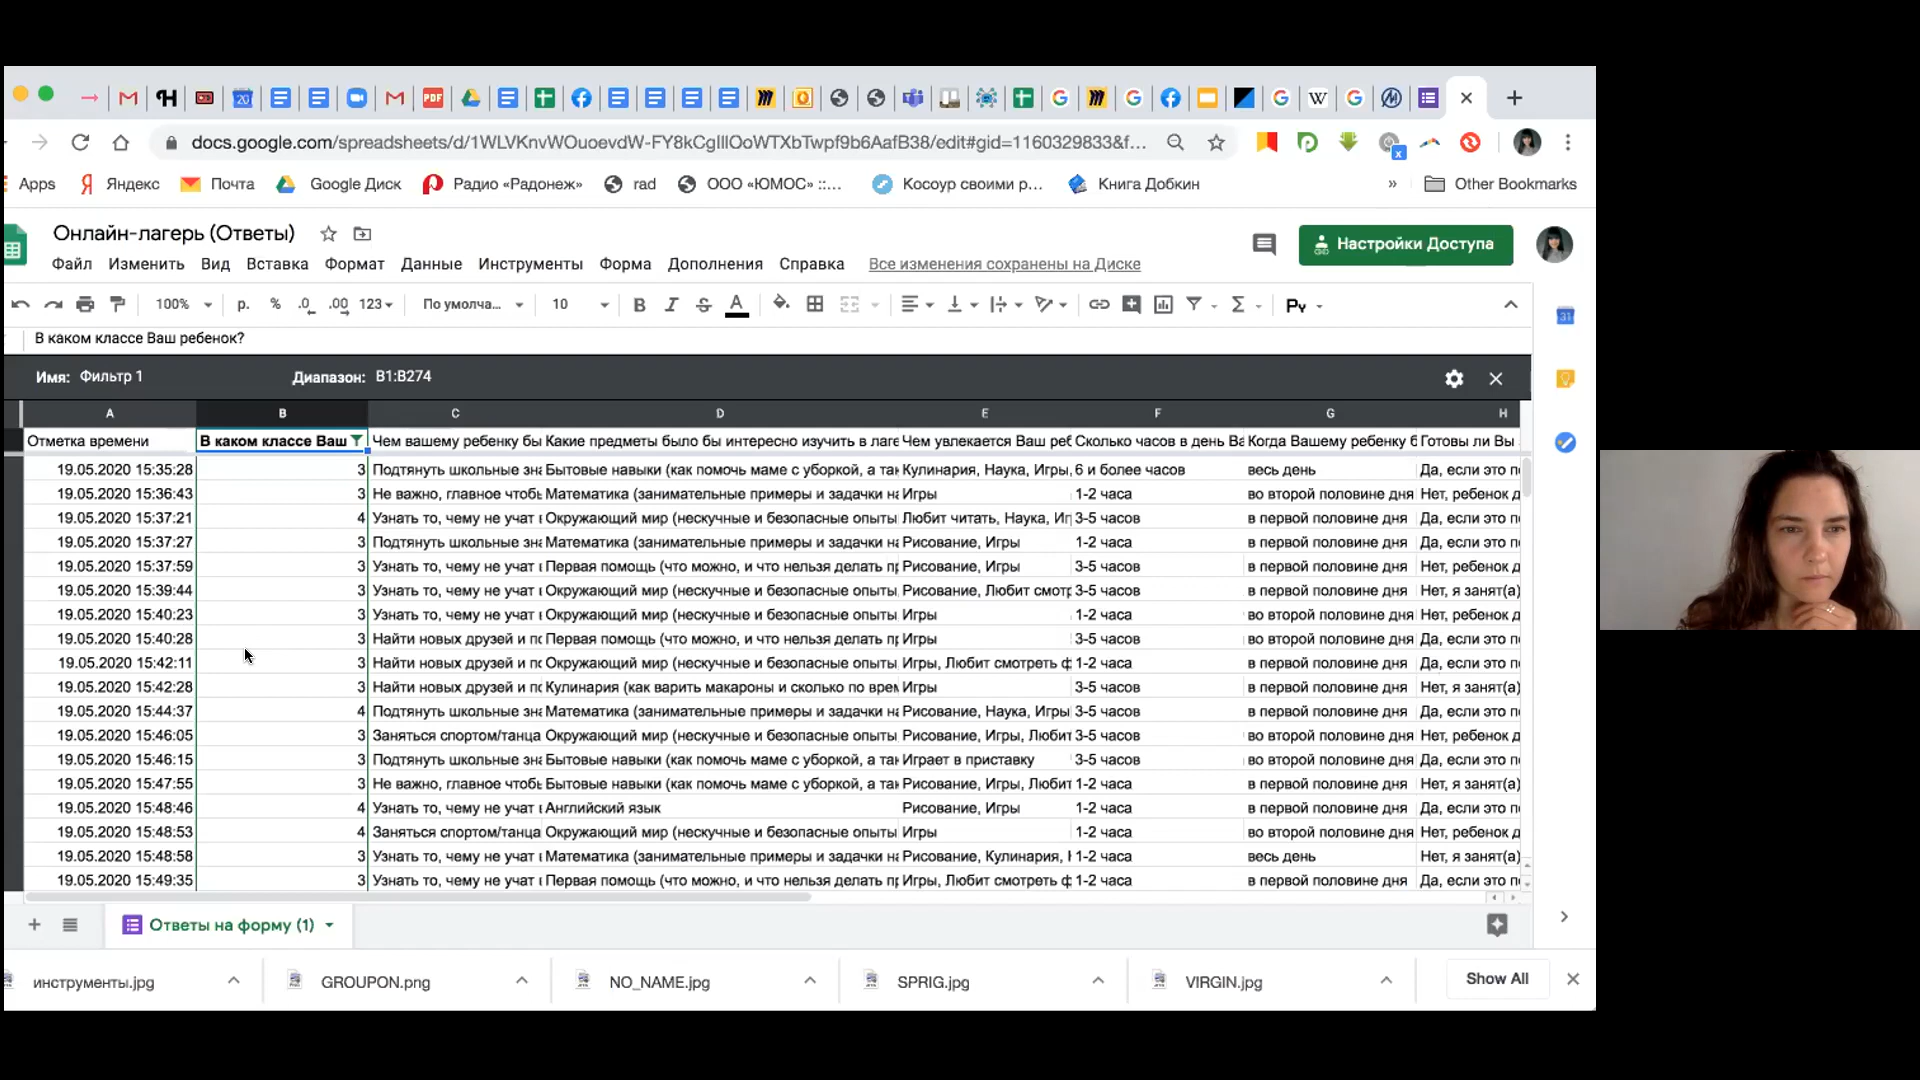 docs.google.com/spreadsheets/d/1WLVKnvWOuoevdW-FY8kCgIllOoWTXbTwpf9b6AafB38/edit#gid=1160329833&f...
Apps Яндекс Почта Google Диск Радио «Радонеж» rad ООО «ЮМОС» ::... Косоур своими р... Книга Добкин » Other Bookmarks
Онлайн-лагерь (Ответы)
Настройки Доступа
Файл Изменить Вид Вставка Формат Данные Инструменты Форма Дополнения Справка Все изменения сохранены на Диске
100% р. % .0 .00 123 По умолча... 10 B I S A Σ Ру
В каком классе Ваш ребенок?
Имя: Фильтр 1 Диапазон: B1:B274
A B C D E F G H
Отметка времени В каком классе Ваш Чем вашему ребенку бы Какие предметы было бы интересно изучить в лаге Чем увлекается Ваш реб Сколько часов в день Ва Когда Вашему ребенку б Готовы ли Вы
19.05.2020 15:35:28 3 Подтянуть школьные зна Бытовые навыки (как помочь маме с уборкой, а так Кулинария, Наука, Игры, 6 и более часов весь день Да, если это п
19.05.2020 15:36:43 3 Не важно, главное чтобы Математика (занимательные примеры и задачки на Игры 1-2 часа во второй половине дня Нет, ребенок д
19.05.2020 15:37:21 4 Узнать то, чему не учат в Окружающий мир (нескучные и безопасные опыты Любит читать, Наука, Иг 3-5 часов в первой половине дня Да, если это п
19.05.2020 15:37:27 3 Подтянуть школьные зна Математика (занимательные примеры и задачки на Рисование, Игры 1-2 часа в первой половине дня Да, если это п
19.05.2020 15:37:59 3 Узнать то, чему не учат в Первая помощь (что можно, и что нельзя делать пр Рисование, Игры 3-5 часов в первой половине дня Нет, ребенок д
19.05.2020 15:39:44 3 Узнать то, чему не учат в Окружающий мир (нескучные и безопасные опыты Рисование, Любит смотр 3-5 часов в первой половине дня Нет, я занят(а)
19.05.2020 15:40:23 3 Узнать то, чему не учат в Окружающий мир (нескучные и безопасные опыты Игры 1-2 часа во второй половине дня Нет, ребенок д
19.05.2020 15:40:28 3 Найти новых друзей и по Первая помощь (что можно, и что нельзя делать пр Игры 3-5 часов во второй половине дня Да, если это п
19.05.2020 15:42:11 3 Найти новых друзей и по Окружающий мир (нескучные и безопасные опыты Игры, Любит смотреть ф 1-2 часа в первой половине дня Да, если это п
19.05.2020 15:42:28 3 Найти новых друзей и по Кулинария (как варить макароны и сколько по врем Игры 3-5 часов в первой половине дня Нет, я занят(а)
19.05.2020 15:44:37 4 Подтянуть школьные зна Математика (занимательные примеры и задачки на Рисование, Наука, Игры 3-5 часов в первой половине дня Да, если это п
19.05.2020 15:46:05 3 Заняться спортом/танца Окружающий мир (нескучные и безопасные опыты Рисование, Игры, Любит 3-5 часов во второй половине дня Нет, ребенок д
19.05.2020 15:46:15 3 Подтянуть школьные зна Бытовые навыки (как помочь маме с уборкой, а так Играет в приставку 3-5 часов во второй половине дня Да, если это п
19.05.2020 15:47:55 3 Не важно, главное чтобы Бытовые навыки (как помочь маме с уборкой, а так Рисование, Игры, Любит 1-2 часа в первой половине дня Нет, я занят(а)
19.05.2020 15:48:46 4 Узнать то, чему не учат в Английский язык Рисование, Игры 1-2 часа в первой половине дня Да, если это п
19.05.2020 15:48:53 4 Заняться спортом/танца Окружающий мир (нескучные и безопасные опыты Игры 1-2 часа во второй половине дня Нет, ребенок д
19.05.2020 15:48:58 3 Узнать то, чему не учат в Математика (занимательные примеры и задачки на Рисование, Кулинария, 1-2 часа весь день Нет, я занят(а)
19.05.2020 15:49:35 3 Узнать то, чему не учат в Первая помощь (что можно, и что нельзя делать пр Игры, Любит смотреть ф 1-2 часа в первой половине дня Да, если это п
Ответы на форму (1)
инструменты.jpg GROUPON.png NO_NAME.jpg SPRIG.jpg VIRGIN.jpg Show All